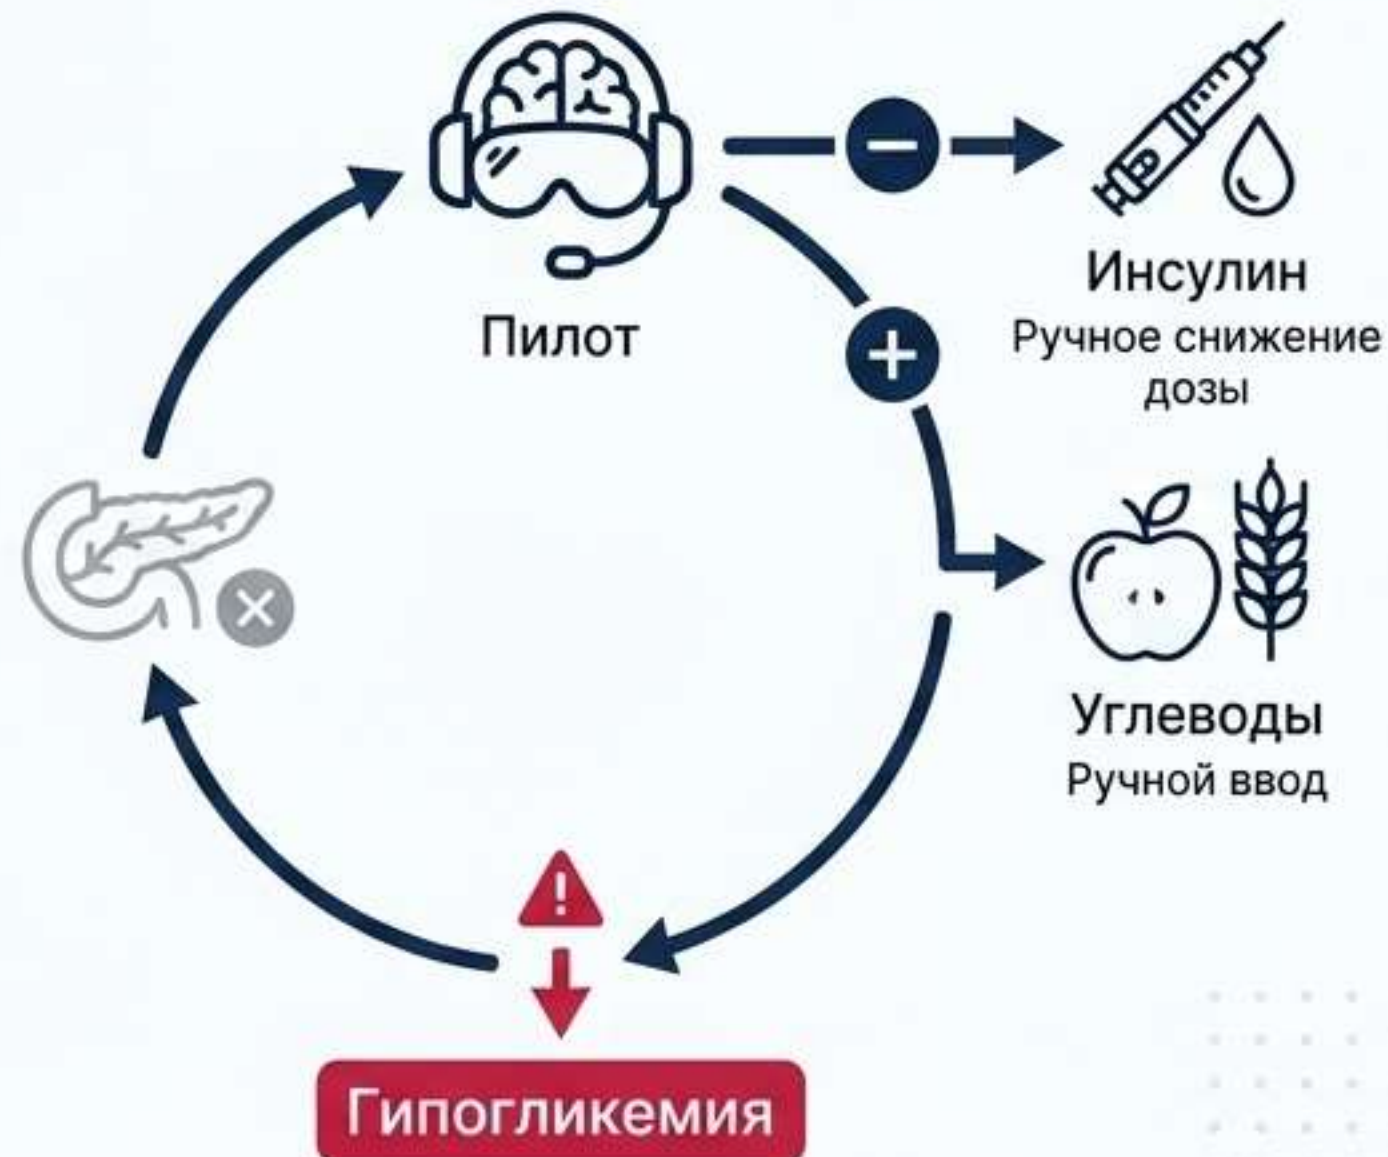 Пилот
Инсулин
Ручное снижение
дозы
Углеводы
Ручной ввод
Гипогликемия